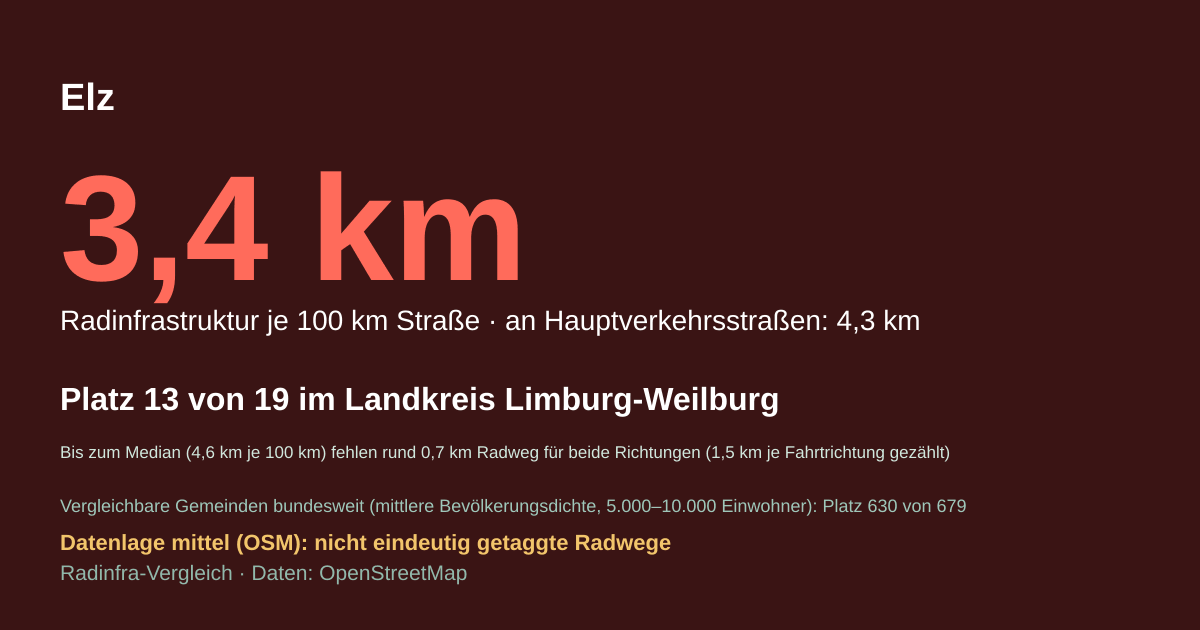 Elz
3,4 km
Radinfrastruktur je 100 km Straße · an Hauptverkehrsstraßen: 4,3 km
Platz 13 von 19 im Landkreis Limburg-Weilburg
Bis zum Median (4,6 km je 100 km) fehlen rund 0,7 km Radweg für beide Richtungen (1,5 km je Fahrtrichtung gezählt)
Vergleichbare Gemeinden bundesweit (mittlere Bevölkerungsdichte, 5.000–10.000 Einwohner): Platz 630 von 679
Datenlage mittel (OSM): nicht eindeutig getaggte Radwege
Radinfra-Vergleich · Daten: OpenStreetMap